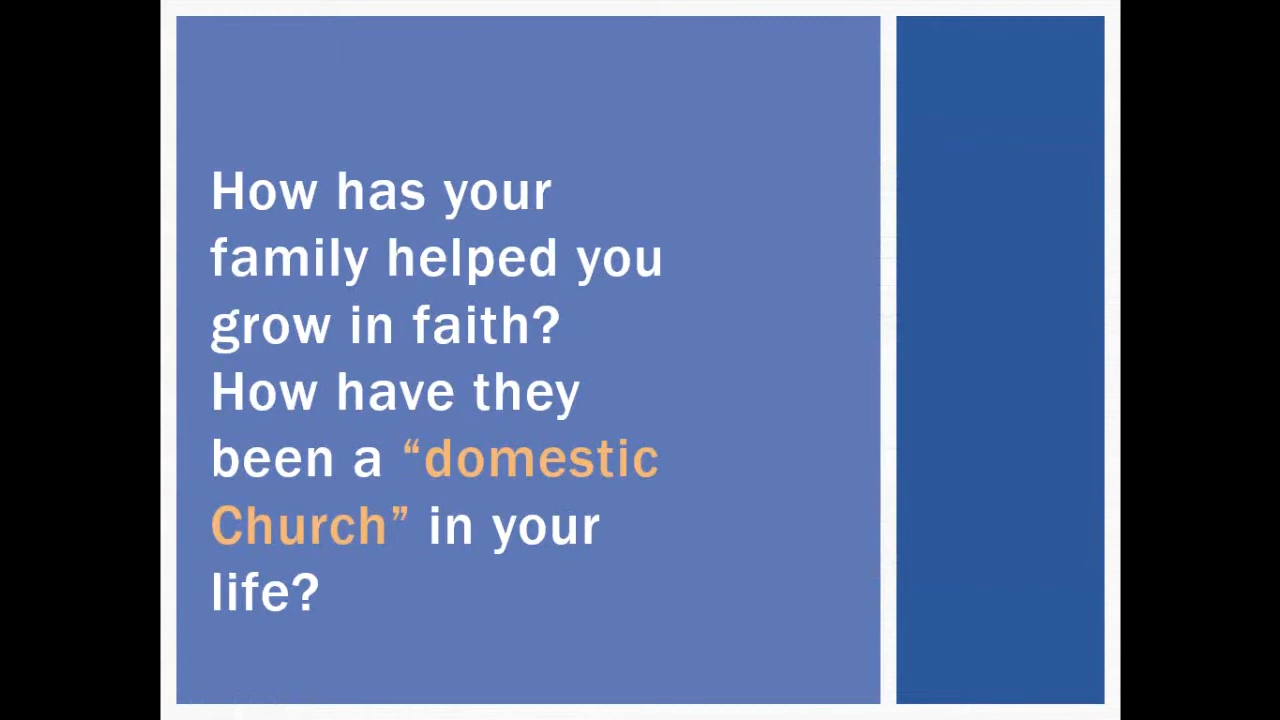 How has your
family helped you
grow in faith?
How have they
been a “domestic
Church” in your
life?